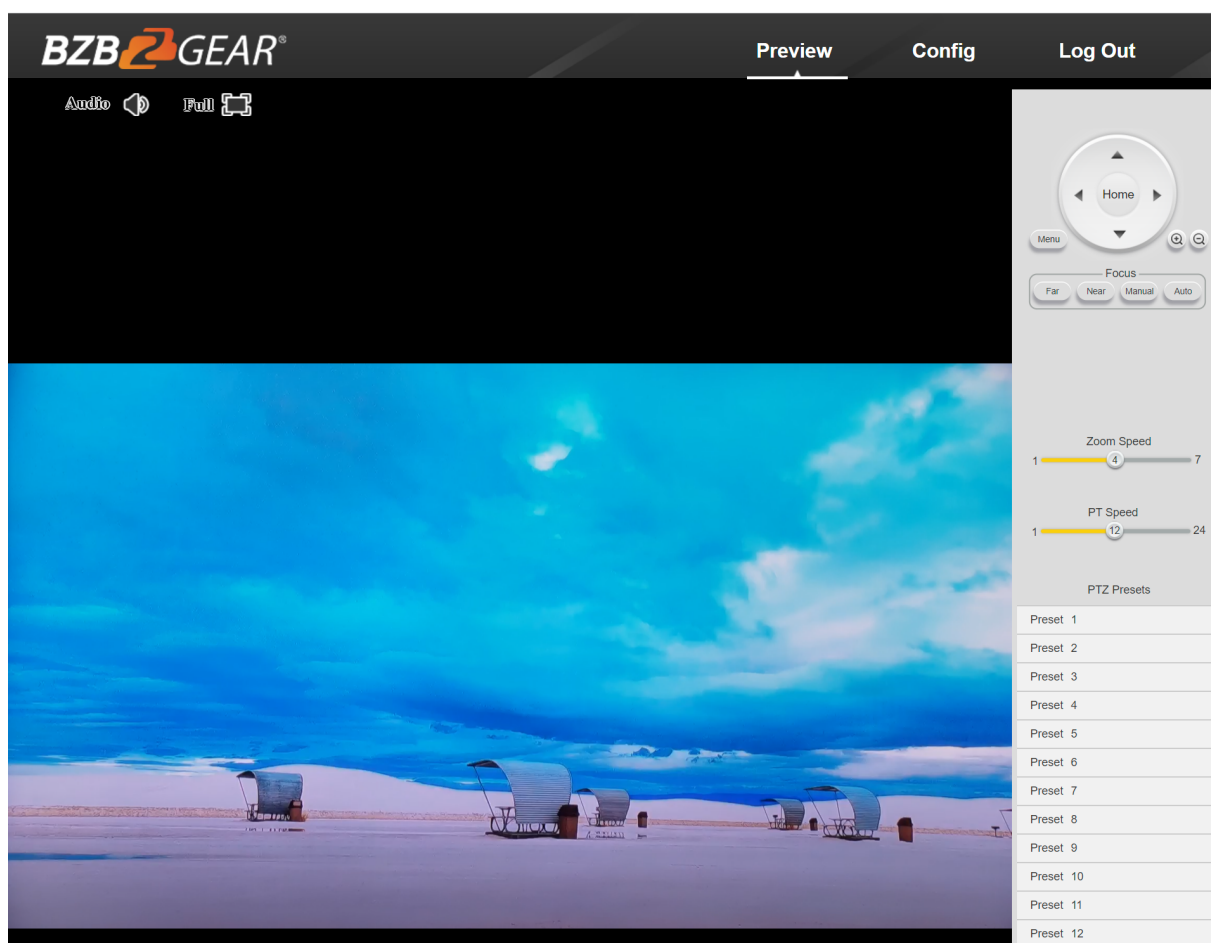 BZBGEAR®
Preview Config Log Out
Audio Full
Home
Menu
Focus
Far Near Manual Auto
Zoom Speed
1 4 7
PT Speed
1 12 24
PTZ Presets
Preset 1
Preset 2
Preset 3
Preset 4
Preset 5
Preset 6
Preset 7
Preset 8
Preset 9
Preset 10
Preset 11
Preset 12